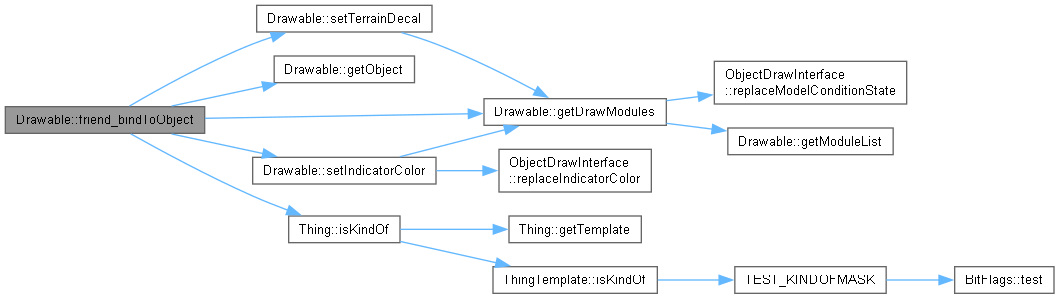 Drawable::setTerrainDecal
Drawable::getObject
ObjectDrawInterface
::replaceModelConditionState
Drawable::friend_bindToObject
Drawable::getDrawModules
Drawable::getModuleList
Drawable::setIndicatorColor
ObjectDrawInterface
::replaceIndicatorColor
Thing::isKindOf
Thing::getTemplate
ThingTemplate::isKindOf
TEST_KINDOFMASK
BitFlags::test